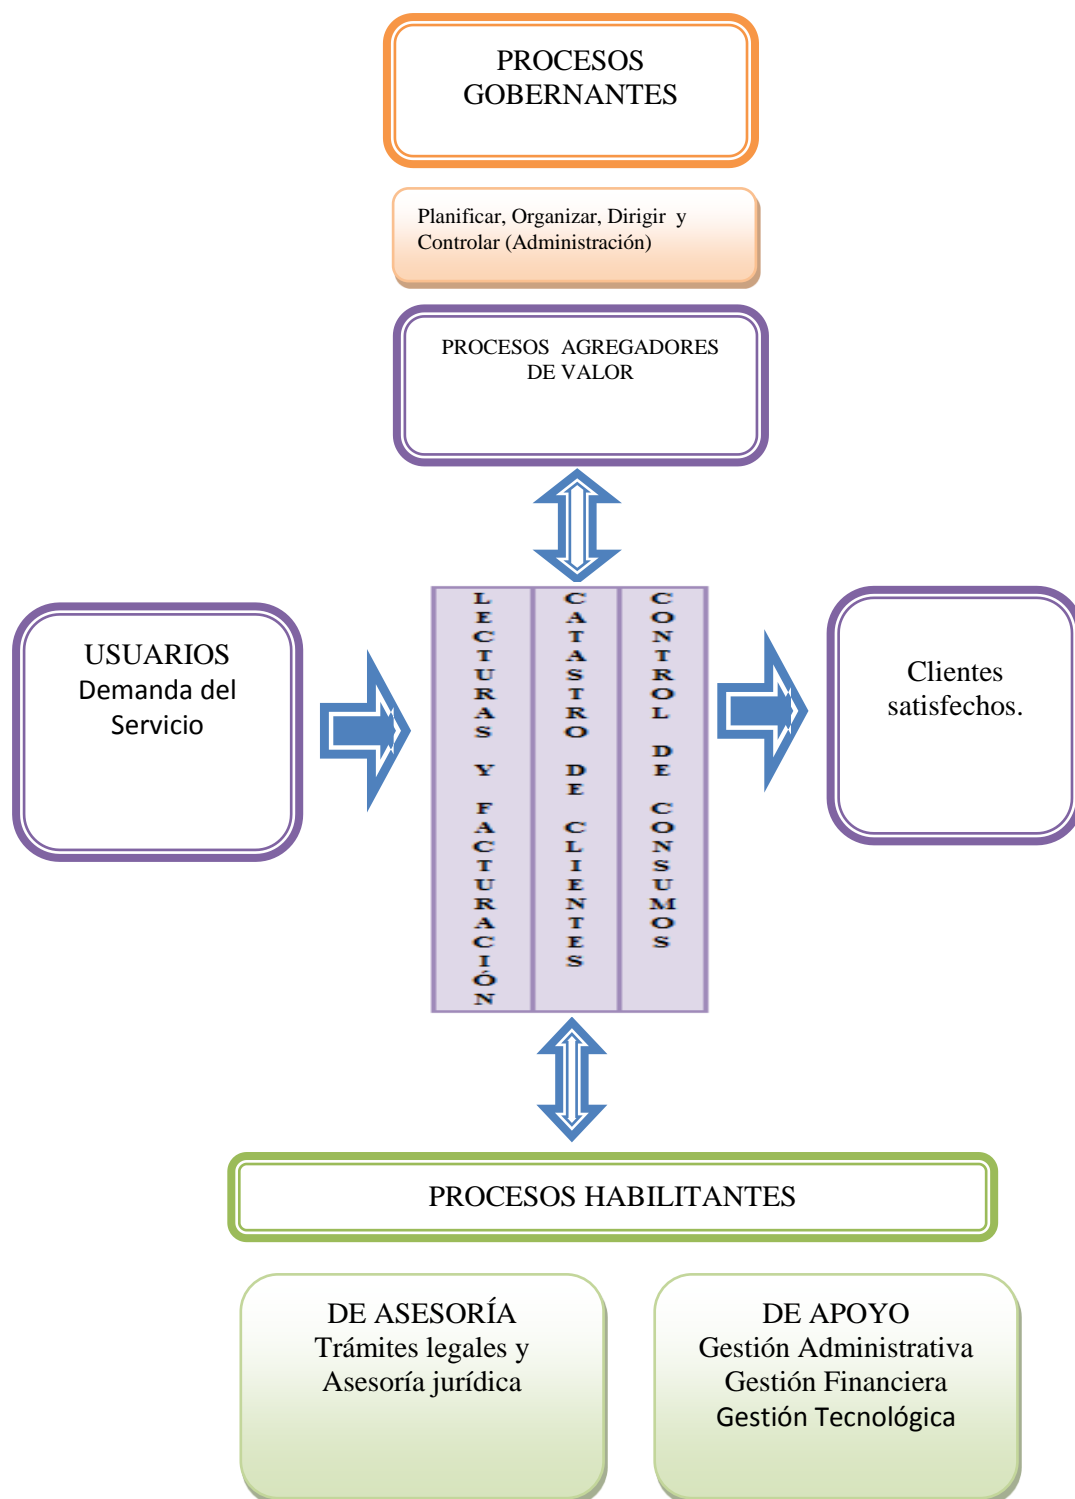 PROCESOS
GOBERNANTES
Planificar, Organizar, Dirigir y
Controlar (Administración)
PROCESOS AGREGADORES
DE VALOR
USUARIOS
Demanda del
Servicio
LECTURAS Y FACTURACIÓN
CATASTRO DE CLIENTES
CONTROL DE CONSUMOS
Clientes
satisfechos.
PROCESOS HABILITANTES
DE ASESORÍA
Trámites legales y
Asesoría jurídica
DE APOYO
Gestión Administrativa
Gestión Financiera
Gestión Tecnológica